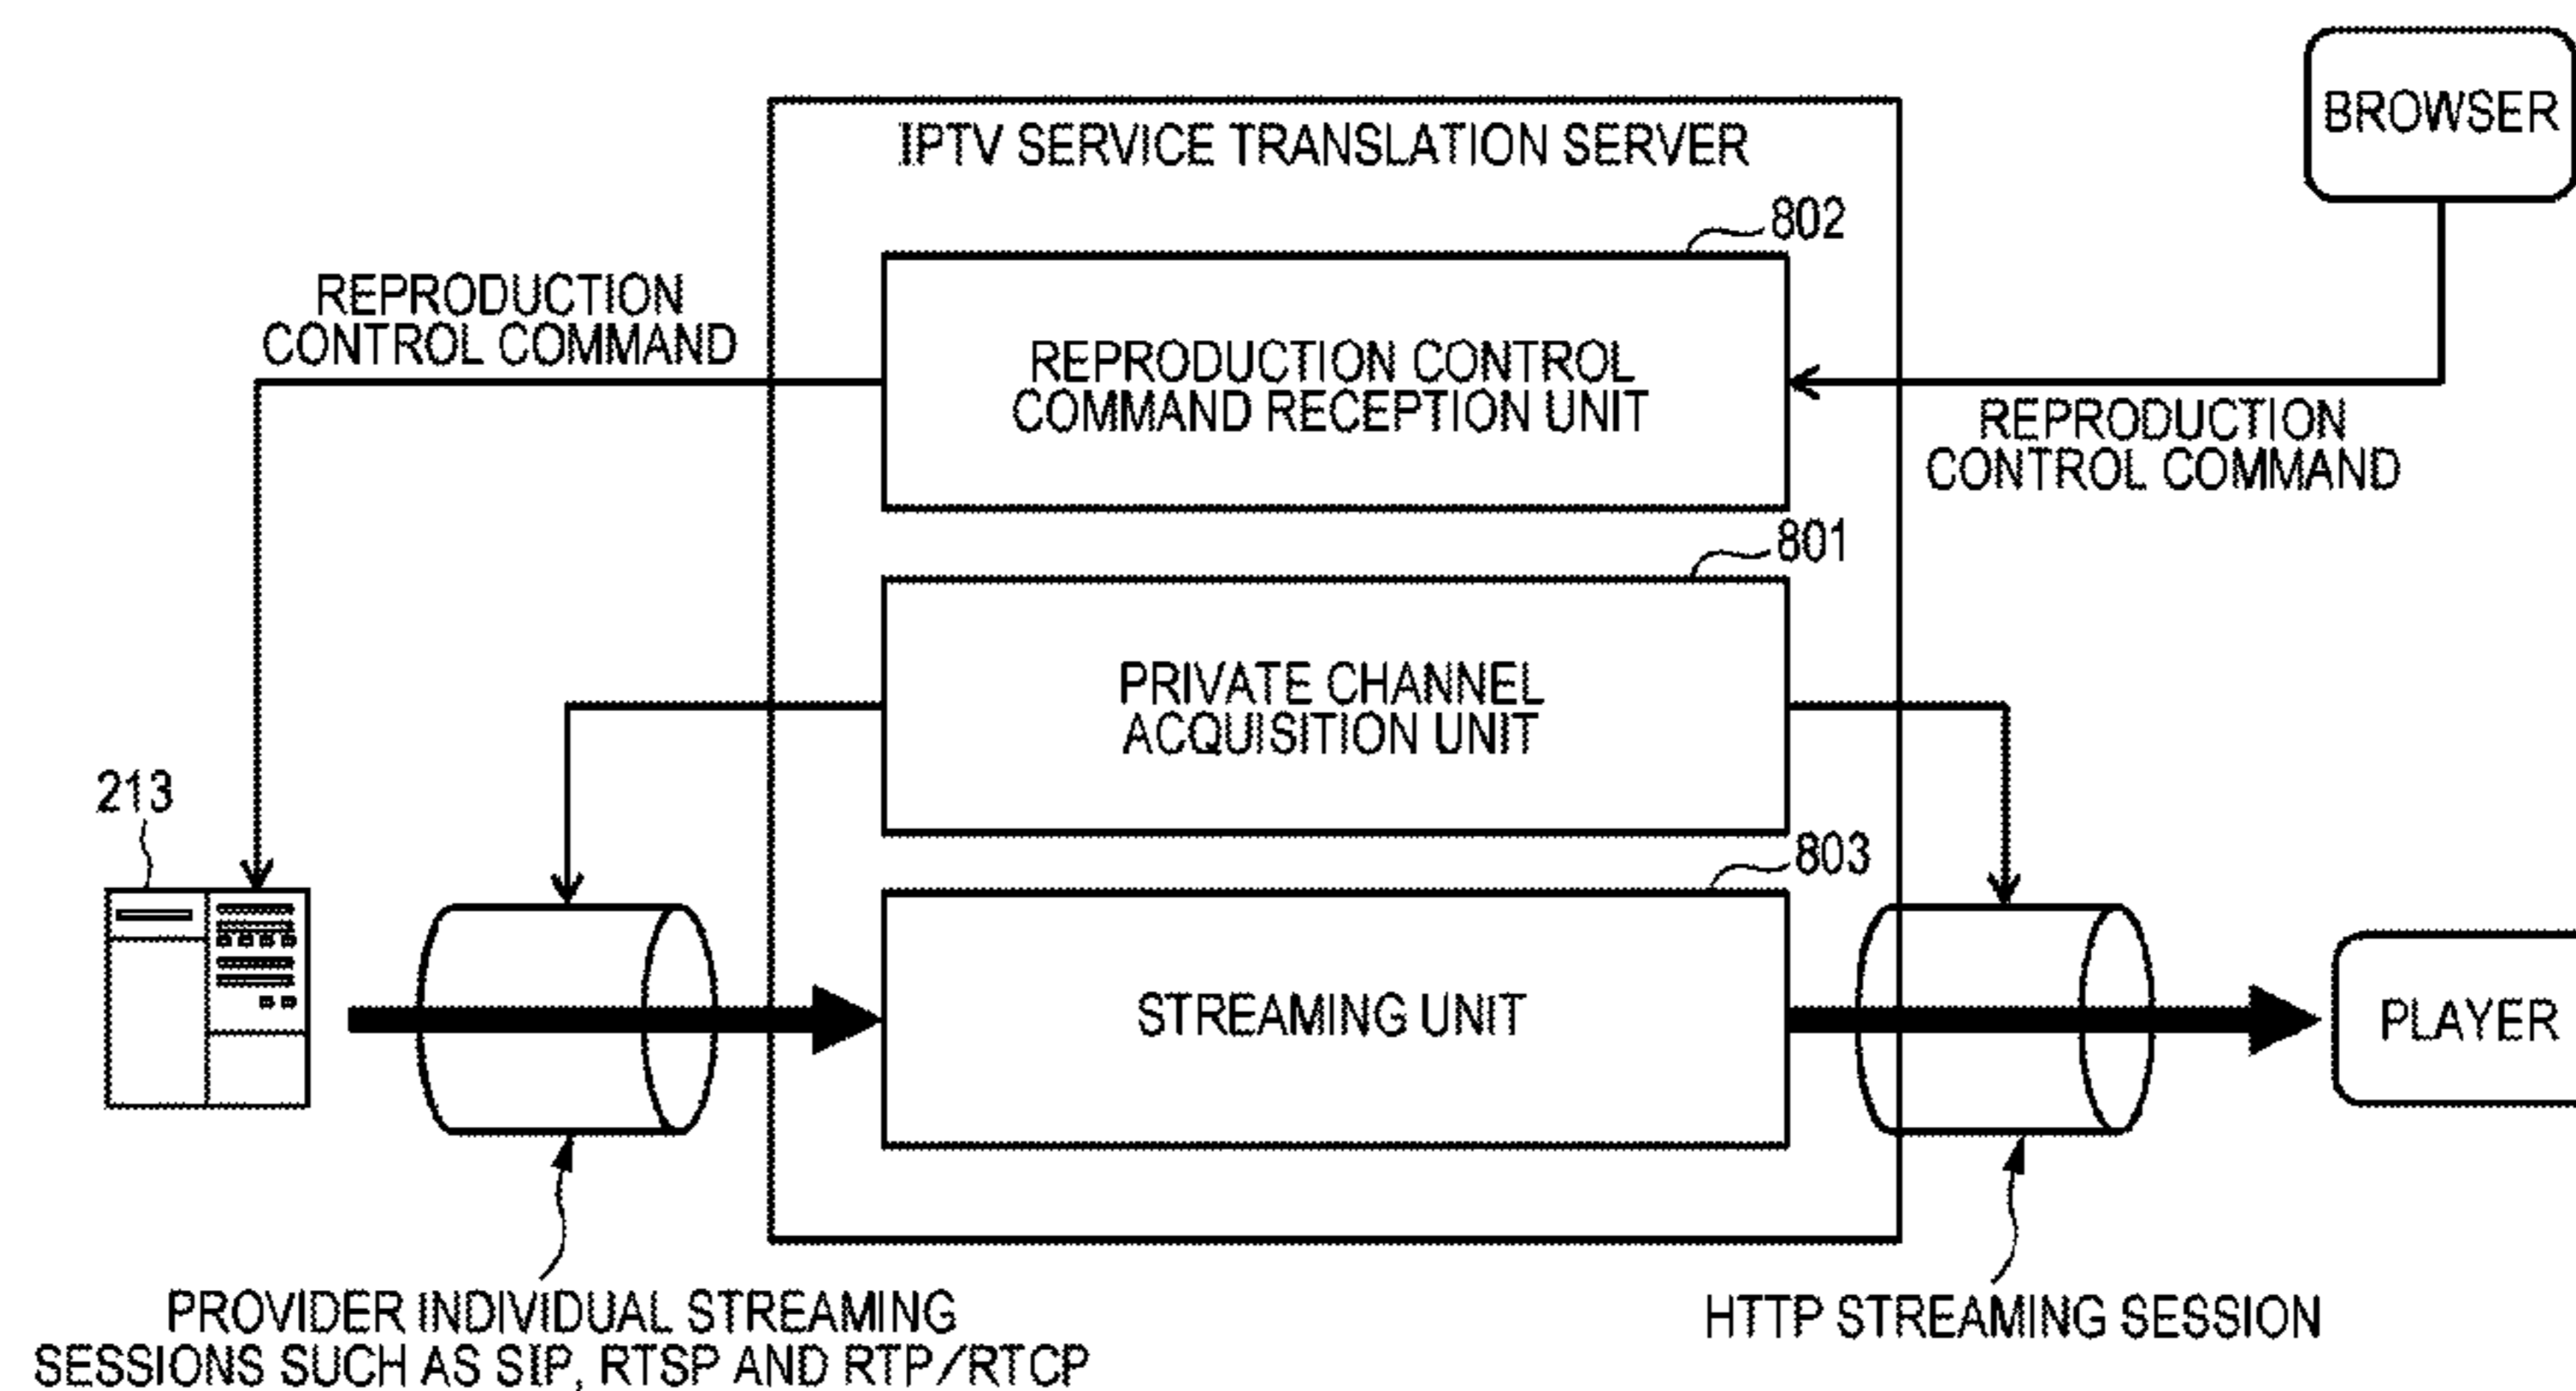 BROWSER
IPTV SERVICE TRANSLATION SERVER
802
REPRODUCTION
CONTROL COMMAND
REPRODUCTION CONTROL
COMMAND RECEPTION UNIT
REPRODUCTION
CONTROL COMMAND
801
PRIVATE CHANNEL
ACQUISITION UNIT
213
803
STREAMING UNIT
PLAYER
PROVIDER INDIVIDUAL STREAMING
SESSIONS SUCH AS SIP, RTSP AND RTP/RTCP
HTTP STREAMING SESSION